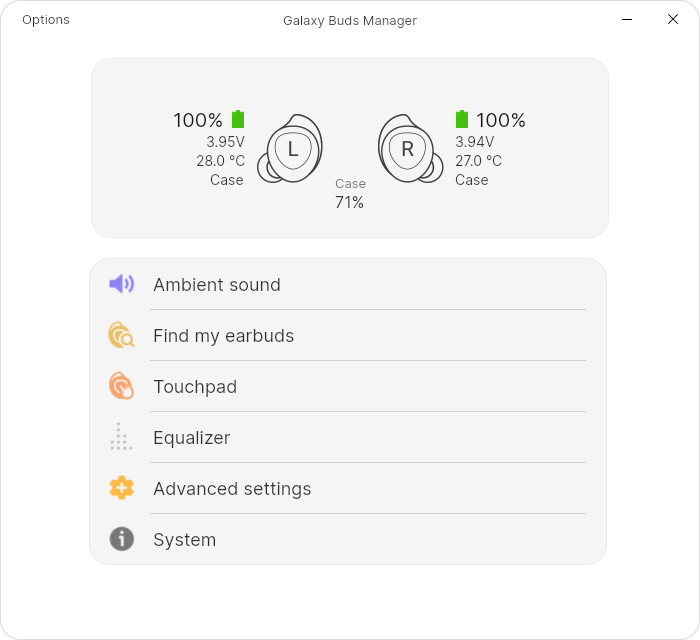 Options
Galaxy Buds Manager
100%
3.95V
28.0 °C
Case
L
R
100%
3.94V
27.0 °C
Case
Case
71%
Ambient sound
Find my earbuds
Touchpad
Equalizer
Advanced settings
System